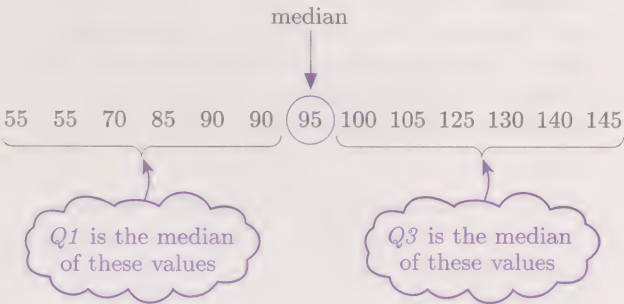 median
55 55 70 85 90 90 95 100 105 125 130 140 145
Q1 is the median
of these values
Q3 is the median
of these values